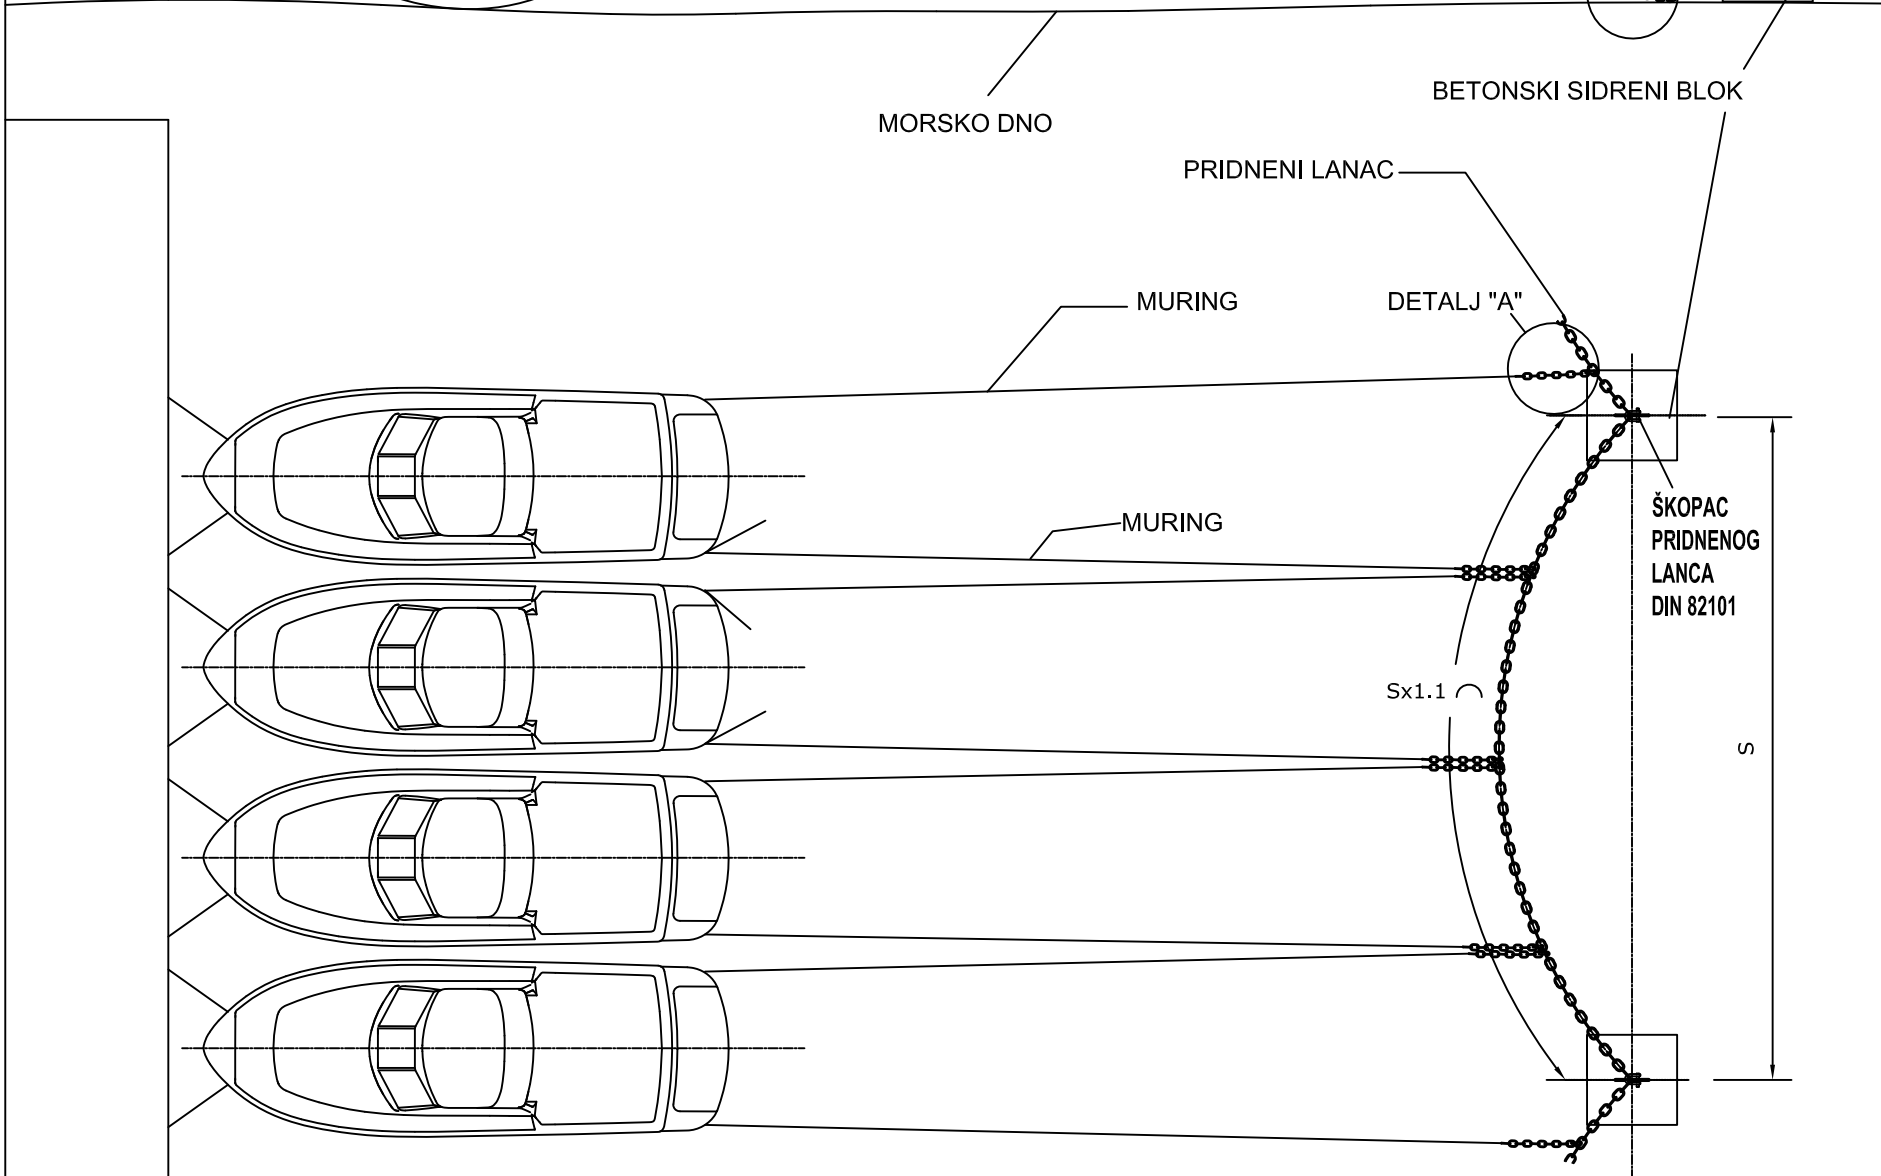 BETONSKI SIDRENI BLOK
MORSKO DNO
PRIDNENI LANAC
MURING
DETALJ "A"
ŠKOPAC
PRIDNENOG
LANCA
DIN 82101
MURING
Sx1.1
S